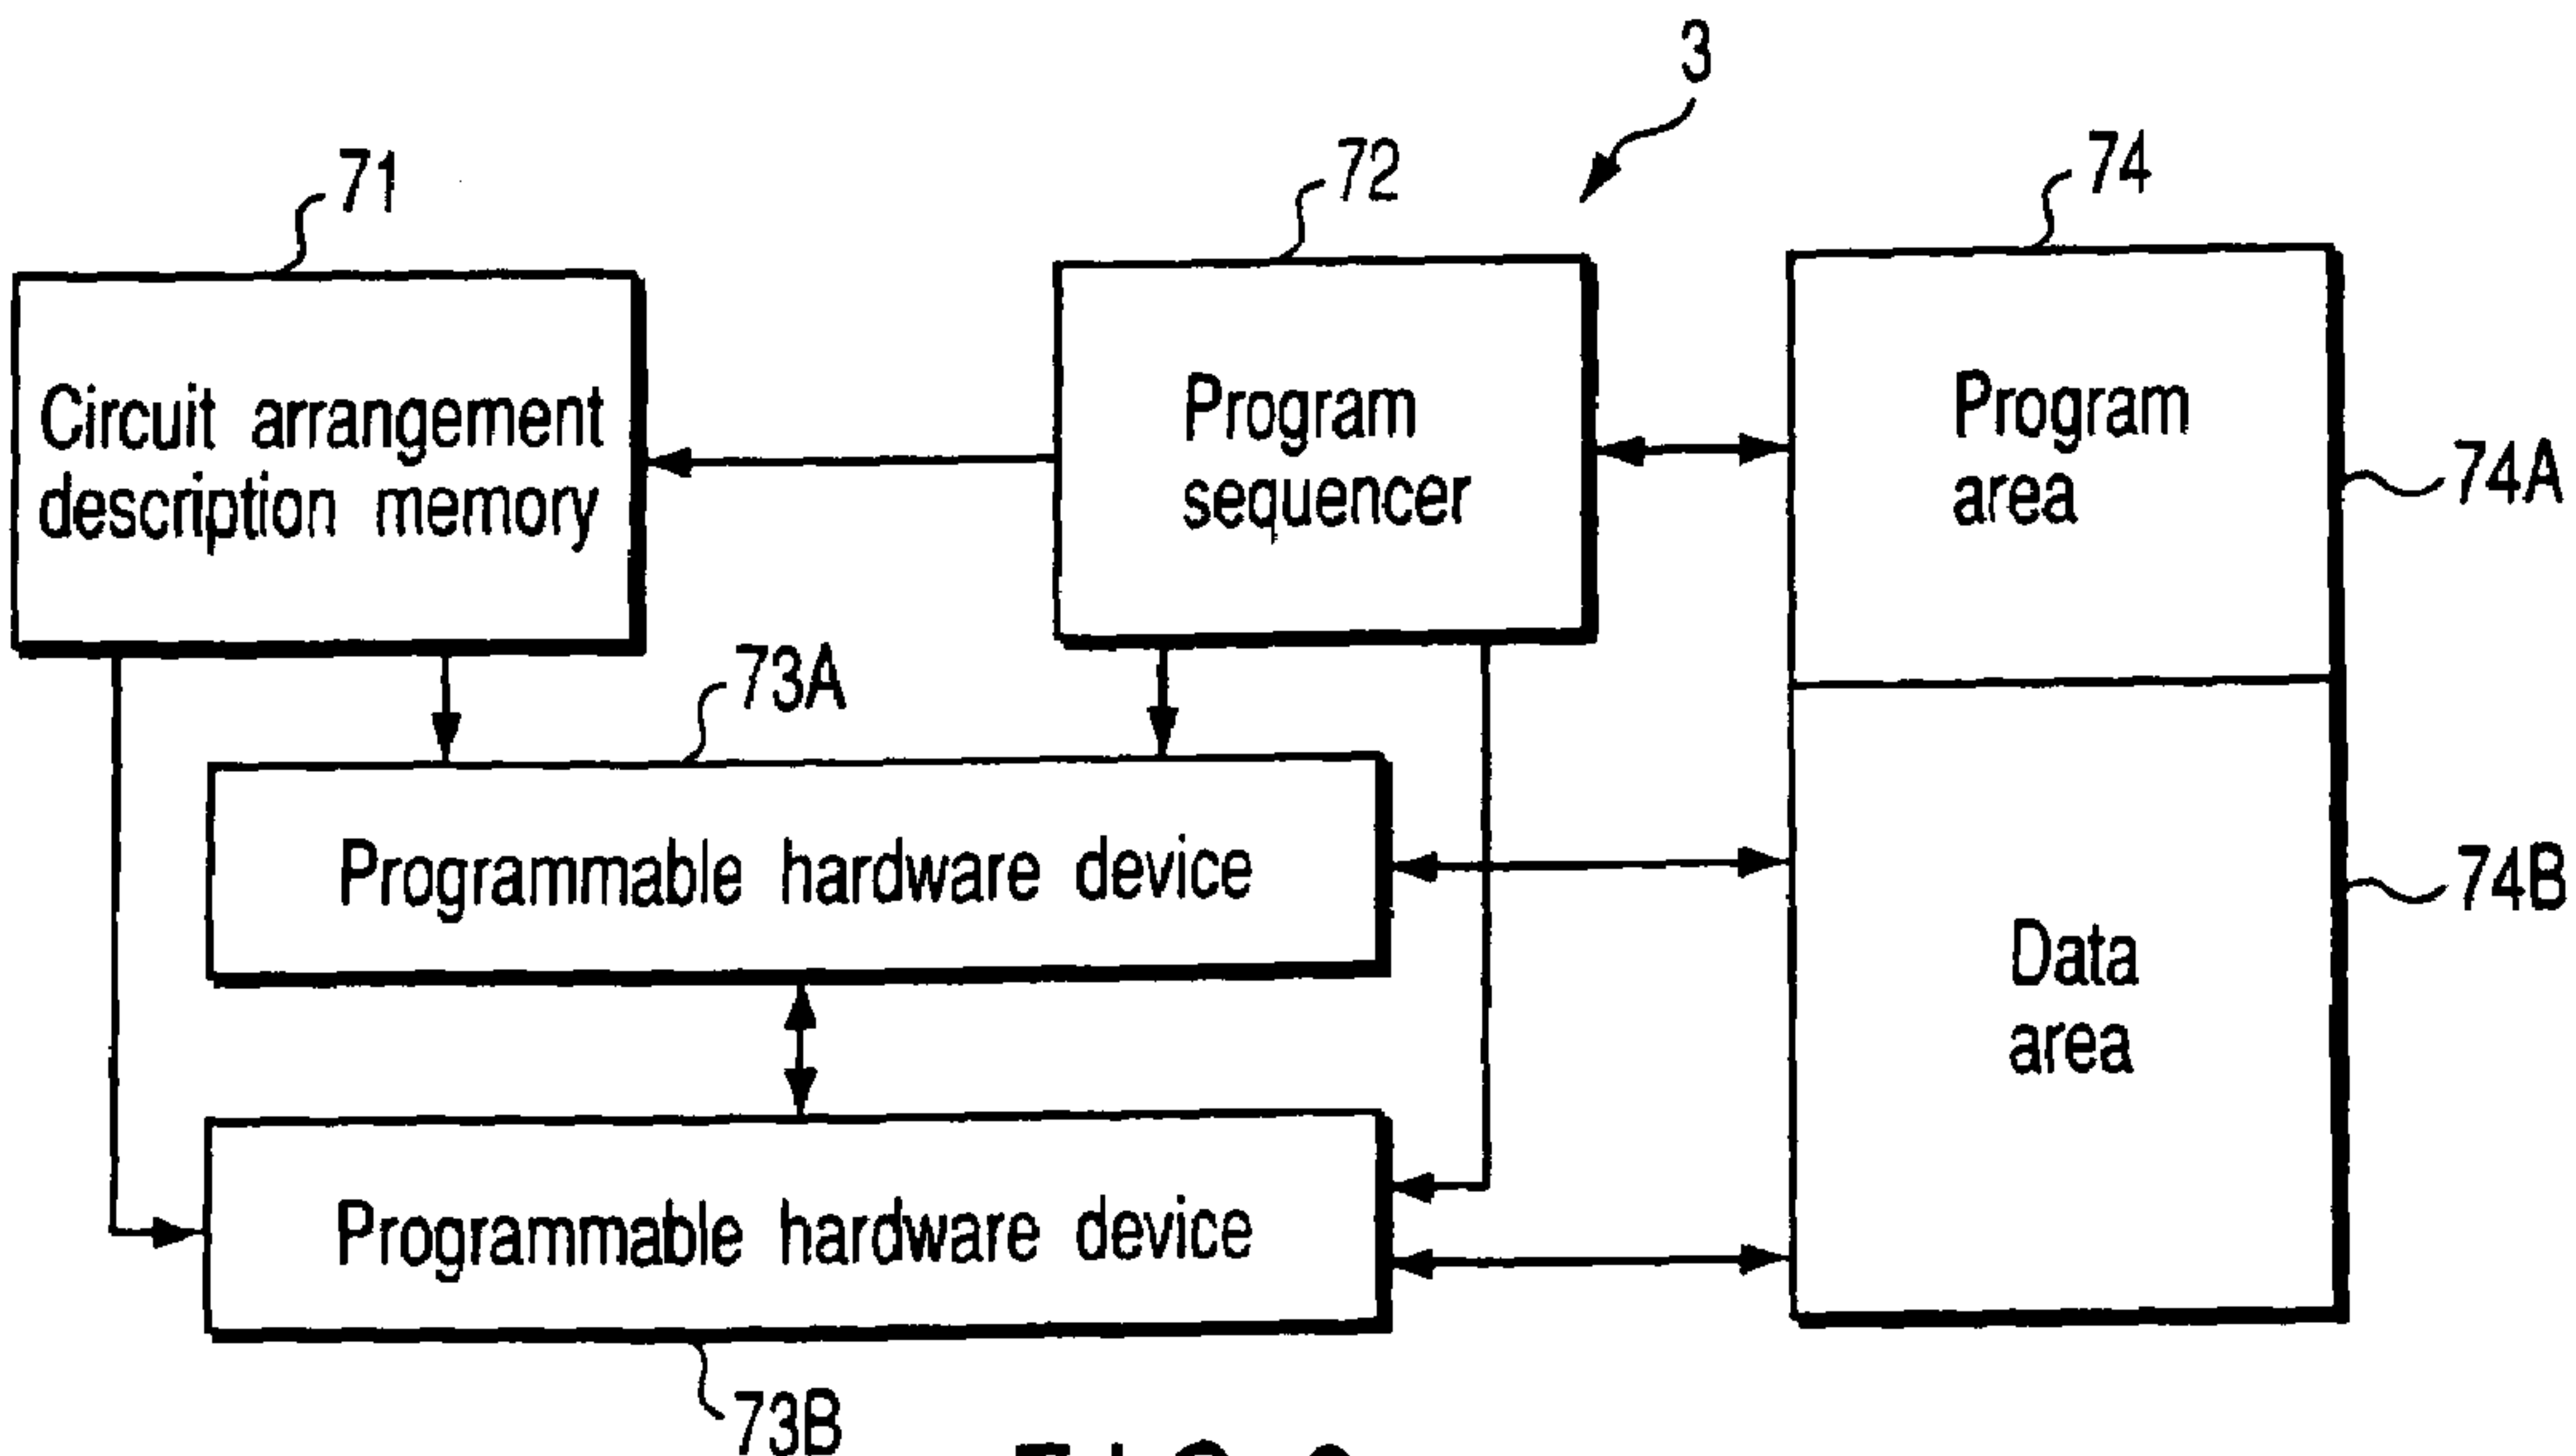 3
71
72
74
Circuit arrangement
description memory
Program
sequencer
Program
area
74A
73A
Programmable hardware device
74B
Data
area
Programmable hardware device
73B